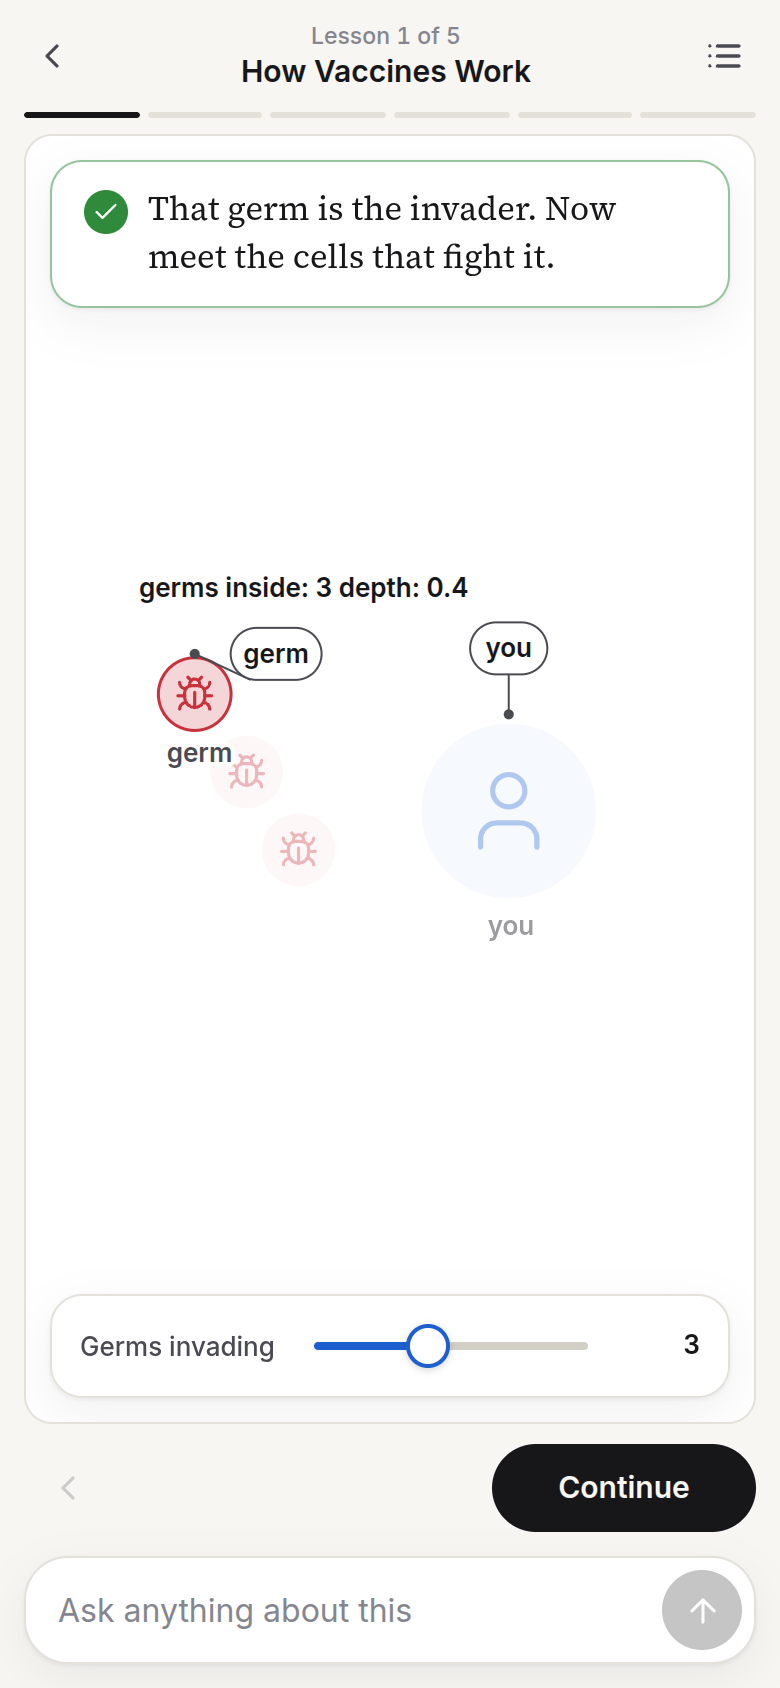 Lesson 1 of 5
How Vaccines Work
That germ is the invader. Now
meet the cells that fight it.
germs inside: 3 depth: 0.4
germ
you
germ
you
Germs invading
3
Continue
Ask anything about this